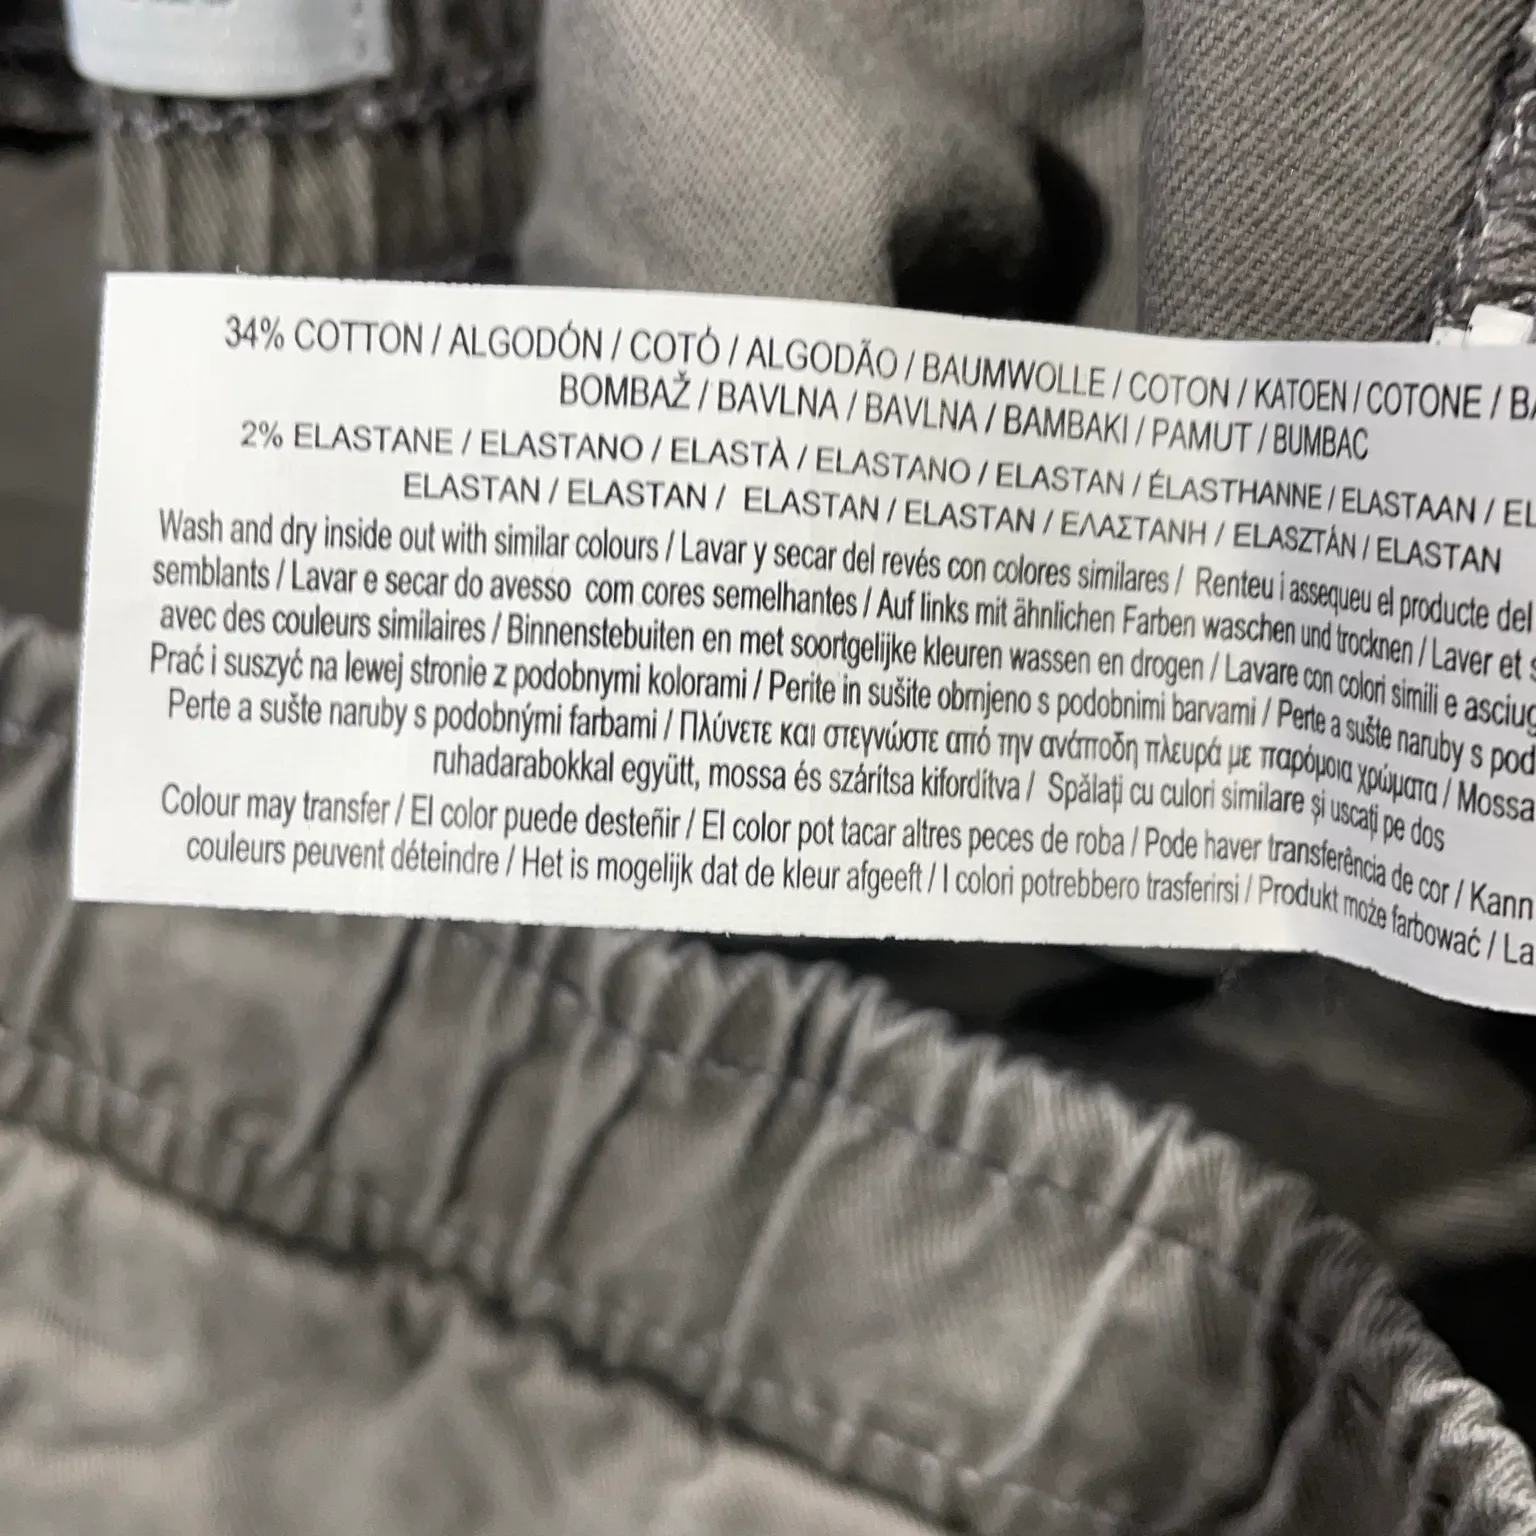 34% COTTON / ALGODÓN / COTÓ / ALGODÃO / BAUMWOLLE / COTON / KATOEN / COTONE / BA
BOMBAŽ / BAVLNA / BAVLNA / BAMBAKI / PAMUT / BUMBAC
2% ELASTANE / ELASTANO / ELASTÀ / ELASTANO / ELASTAN / ÉLASTHANNE / ELASTAAN / EL
ELASTAN / ELASTAN / ELASTAN / ELASTAN / ΕΛΑΣΤΑΝΗ / ELASZTÁN / ELASTAN
Wash and dry inside out with similar colours / Lavar y secar del revés con colores similares / Renteu i assequeu el producte del
semblants / Lavar e secar do avesso com cores semelhantes / Auf links mit ähnlichen Farben waschen und trocknen / Laver et s
avec des couleurs similaires / Binnenstebuiten en met soortgelijke kleuren wassen en drogen / Lavare con colori simili e asciug
Prać i suszyć na lewej stronie z podobnymi kolorami / Perite in sušite obrnjeno s podobnimi barvami / Perte a sušte naruby s pod
Perte a sušte naruby s podobnými farbami / Πλύνετε και στεγνώστε από την ανάποδη πλευρά με παρόμοια χρώματα / Mossa
ruhadarabokkal együtt, mossa és szárítsa kifordítva / Spălați cu culori similare și uscați pe dos
Colour may transfer / El color puede desteñir / El color pot tacar altres peces de roba / Pode haver transferência de cor / Kann
couleurs peuvent déteindre / Het is mogelijk dat de kleur afgeeft / I colori potrebbero trasferirsi / Produkt może farbować / La